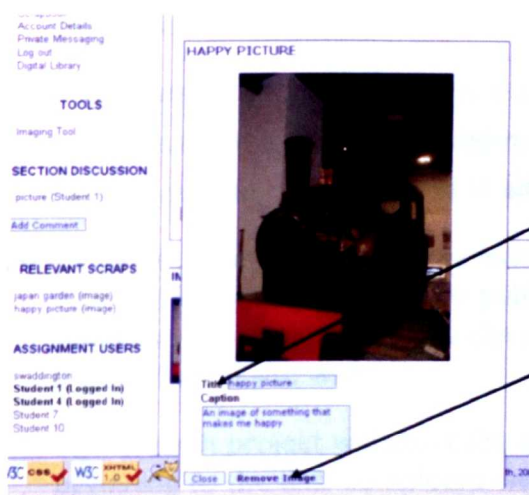 Account Details
Private Messaging
Log out
Digital Library
TOOLS
Imaging Tool
SECTION DISCUSSION
picture (Student 1)
Add Comment
RELEVANT SCRAPS
japan garden (image)
happy picture (image)
ASSIGNMENT USERS
swaddington
Student 1 (Logged In)
Student 4 (Logged In)
Student 7
Student 10
W3C css
W3C XHTML 1.0
HAPPY PICTURE
Title happy picture
Caption
An image of something that
makes me happy
Close Remove Image